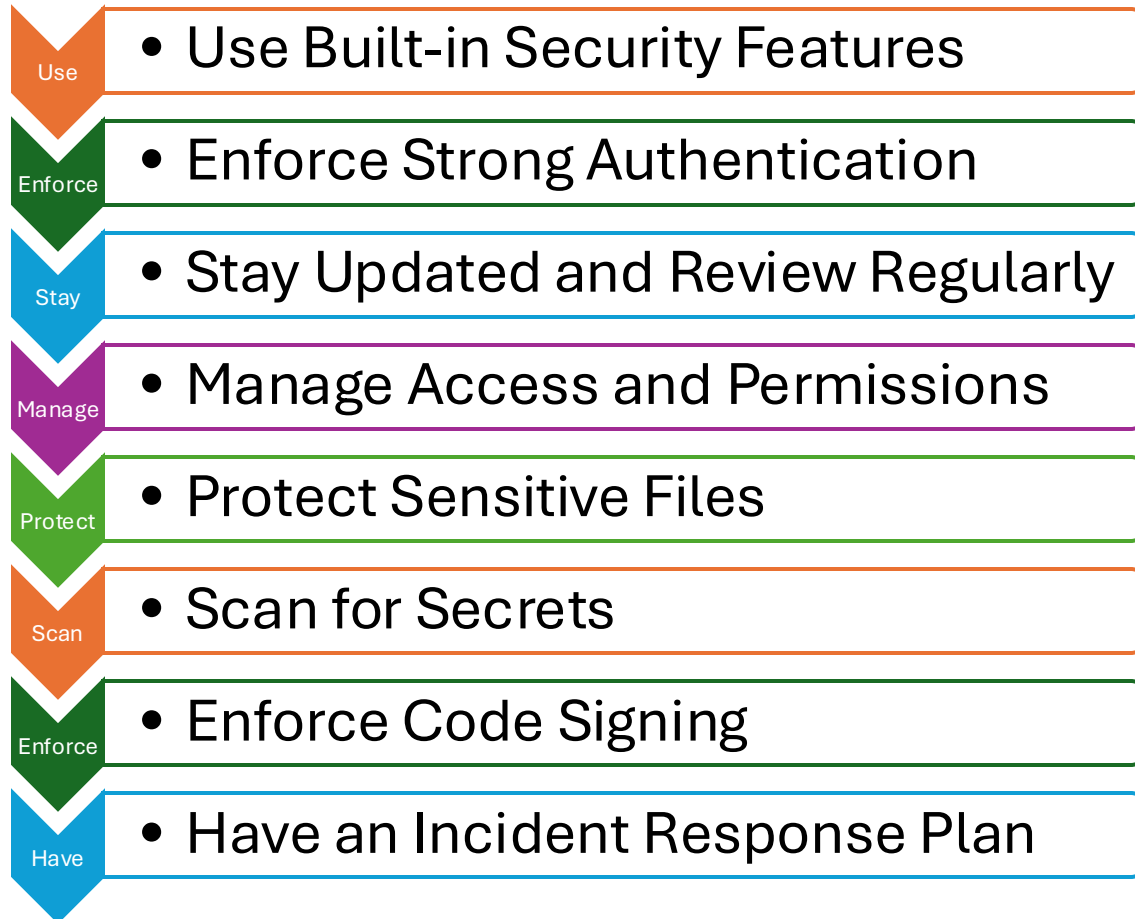 Use
• Use Built-in Security Features
Enforce
• Enforce Strong Authentication
Stay
• Stay Updated and Review Regularly
Manage
• Manage Access and Permissions
Protect
• Protect Sensitive Files
Scan
• Scan for Secrets
Enforce
• Enforce Code Signing
Have
• Have an Incident Response Plan